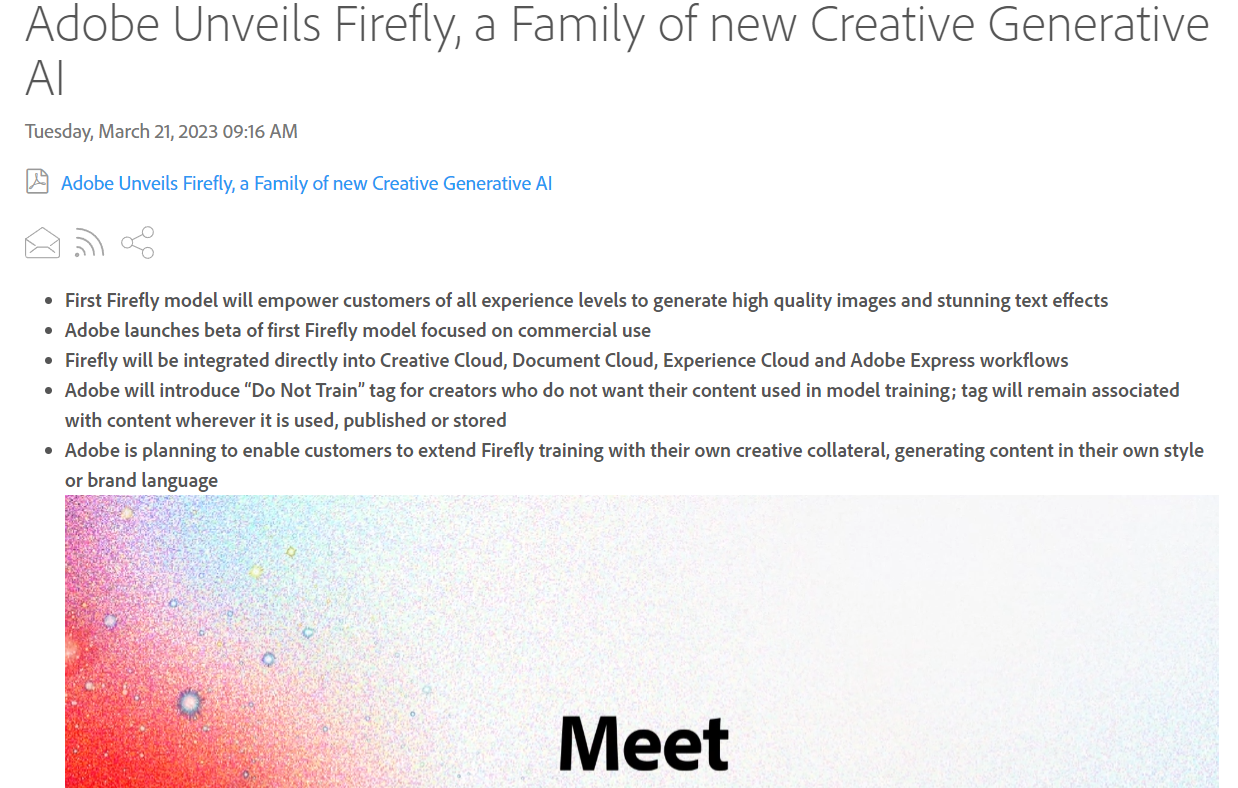 Adobe Unveils Firefly, a Family of new Creative Generative
AI
Tuesday, March 21, 2023 09:16 AM
Adobe Unveils Firefly, a Family of new Creative Generative AI
• First Firefly model will empower customers of all experience levels to generate high quality images and stunning text effects
• Adobe launches beta of first Firefly model focused on commercial use
• Firefly will be integrated directly into Creative Cloud, Document Cloud, Experience Cloud and Adobe Express workflows
• Adobe will introduce “Do Not Train” tag for creators who do not want their content used in model training; tag will remain associated
with content wherever it is used, published or stored
• Adobe is planning to enable customers to extend Firefly training with their own creative collateral, generating content in their own style
or brand language
Meet